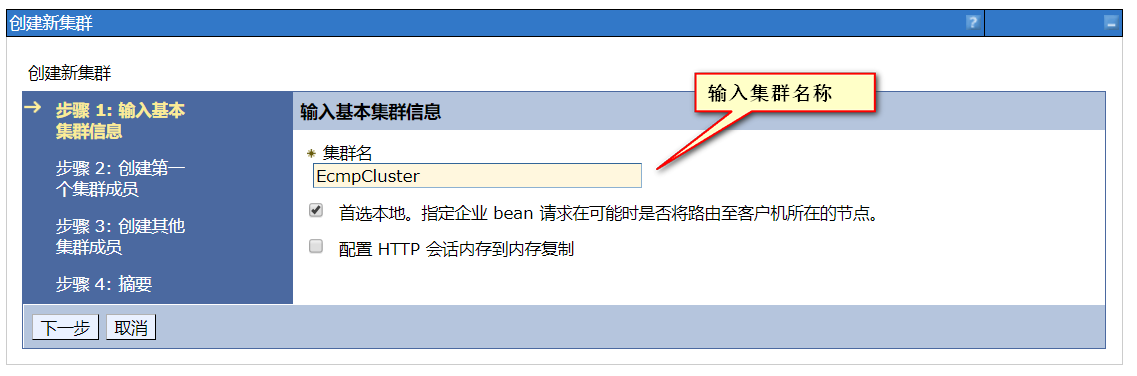 创建新集群
?
创建新集群
步骤 1: 输入基本
集群信息
步骤 2: 创建第一
个集群成员
步骤 3: 创建其他
集群成员
步骤 4: 摘要
输入基本集群信息
输入集群名称
* 集群名
EcmpCluster
首选本地。指定企业 bean 请求在可能时是否将路由至客户机所在的节点。
配置 HTTP 会话内存到内存复制
下一步 取消